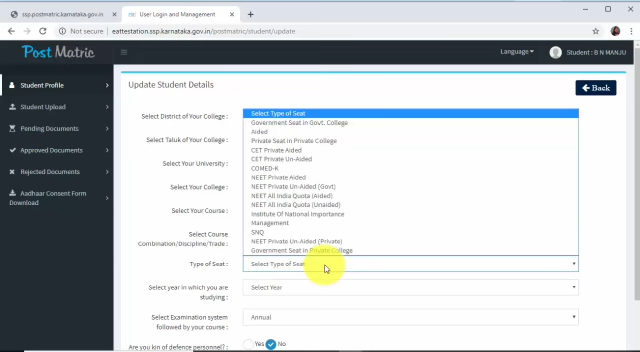 ssp.postmatric.karnataka.gov.in
User Login and Management
Not secure | eattestation.ssp.karnataka.gov.in/postmatric/student/update
Post Matric
Language
Student : B N MANJU
Student Profile
Student Upload
Pending Documents
Approved Documents
Rejected Documents
Aadhaar Consent Form
Download
Update Student Details
Back
Select District of Your College :
Select Taluk of Your College :
Select Your University :
Select Your College :
Select Your Course :
Select Course
Combination/Discipline/Trade :
Type of Seat :
Select year in which you are
studying:
Select Examination system
followed by your course :
Are you kin of defence personnel? :
Select Type of Seat
Government Seat in Govt. College
Aided
Private Seat in Private College
CET Private Aided
CET Private Un-Aided
COMED-K
NEET Private Aided
NEET Private Un-Aided (Govt)
NEET All India Quota (Aided)
NEET All India Quota (Unaided)
Institute Of National Importance
Management
SNQ
NEET Private Un-Aided (Private)
Government Seat in Private College
Select Type of Seat
Select Year
Annual
Yes
No